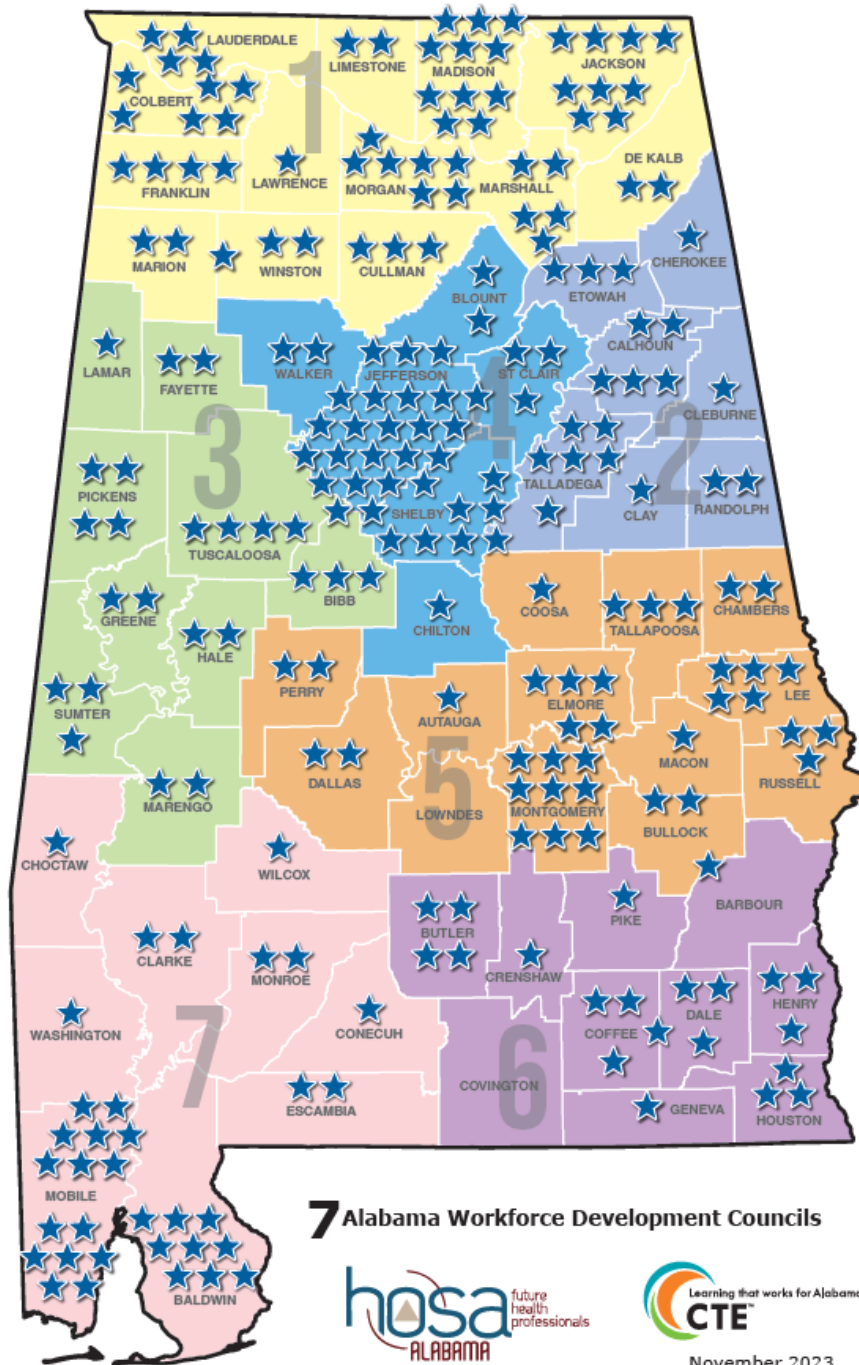 LAUDERDALE
LIMESTONE
MADISON
JACKSON
COLBERT
1
FRANKLIN
LAWRENCE
MORGAN
MARSHALL
DE KALB
MARION
WINSTON
CULLMAN
CHEROKEE
BLOUNT
ETOWAH
LAMAR
FAYETTE
WALKER
JEFFERSON
ST CLAIR
CALHOUN
CLEBURNE
4
2
3
PICKENS
TUSCALOOSA
SHELBY
TALLADEGA
CLAY
RANDOLPH
GREENE
BIBB
HALE
CHILTON
COOSA
TALLAPOOSA
CHAMBERS
SUMTER
PERRY
AUTAUGA
ELMORE
LEE
MARENGO
DALLAS
5
LOWNDES
MONTGOMERY
MACON
RUSSELL
BULLOCK
CHOCTAW
WILCOX
BUTLER
CRENSHAW
PIKE
BARBOUR
CLARKE
MONROE
WASHINGTON
7
CONECUH
COFFEE
DALE
HENRY
ESCAMBIA
COVINGTON
6
GENEVA
HOUSTON
MOBILE
BALDWIN
7 Alabama Workforce Development Councils
hosa future health professionals
ALABAMA
Learning that works for Alabama
CTE™
November 2023